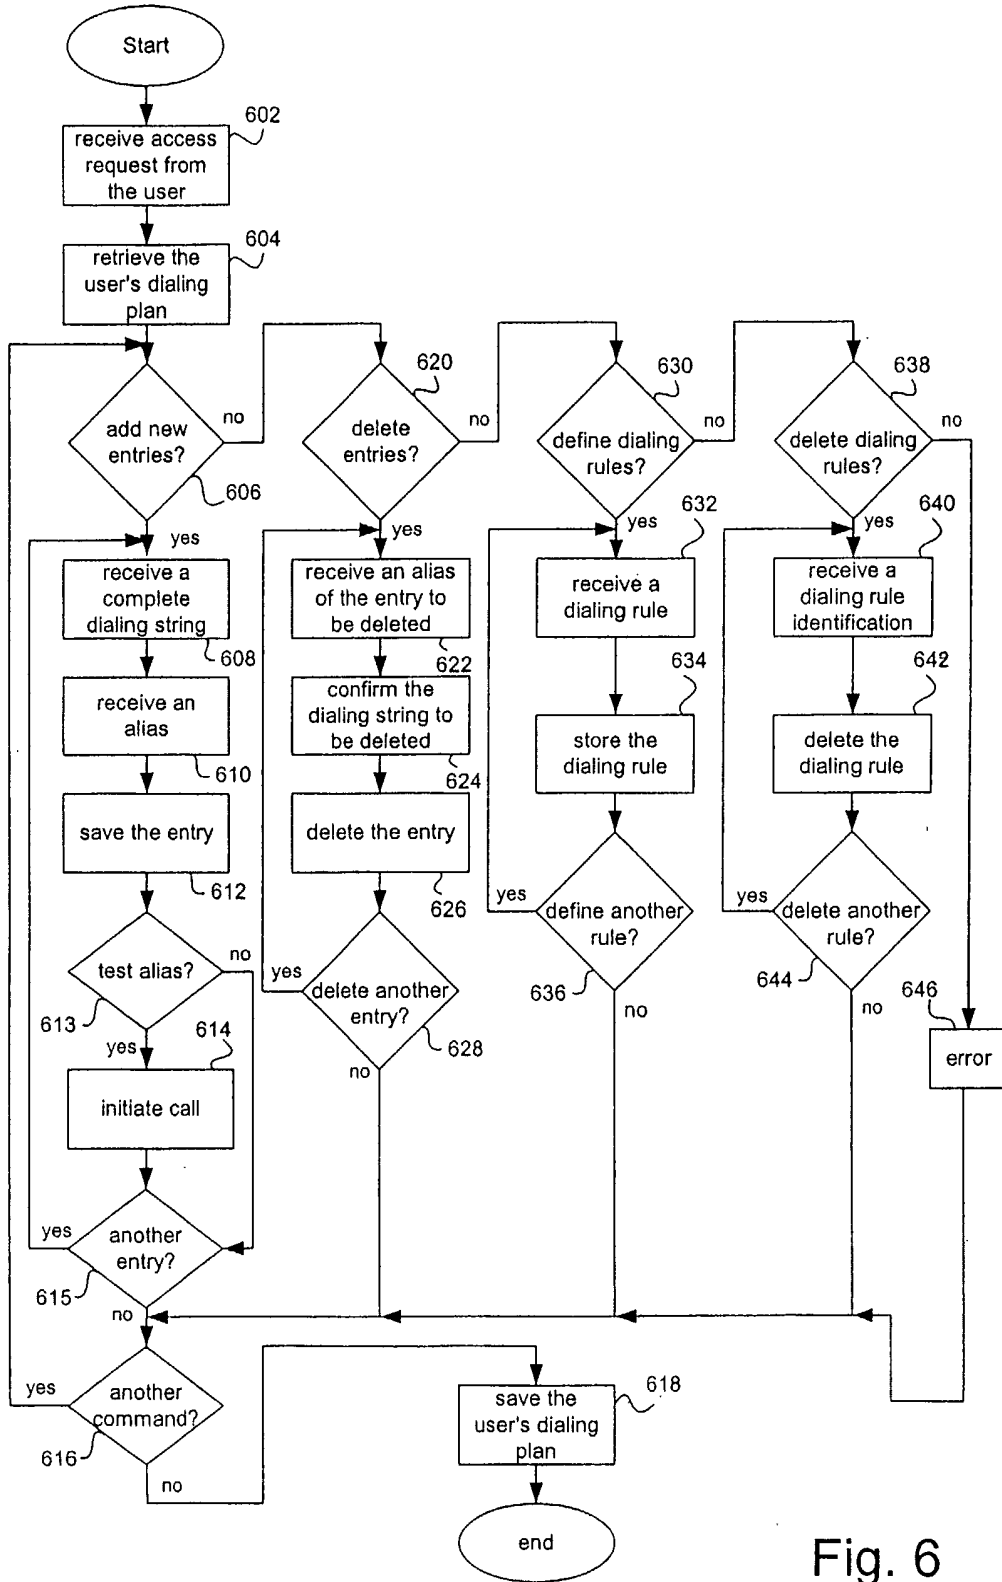 Start
602
receive access
request from
the user
604
retrieve the
user's dialing
plan
add new
entries?
606
no
yes
620
delete
entries?
no
yes
630
define dialing
rules?
no
yes
638
delete dialing
rules?
no
yes
receive a
complete
dialing string
608
receive an
alias
610
save the entry
612
test alias?
613
no
yes
614
initiate call
another
entry?
615
yes
no
another
command?
616
yes
no
receive an alias
of the entry to
be deleted
622
confirm the
dialing string to
be deleted
624
delete the entry
626
delete another
entry?
628
yes
no
632
receive a
dialing rule
634
store the
dialing rule
define another
rule?
636
yes
no
640
receive a
dialing rule
identification
642
delete the
dialing rule
delete another
rule?
644
yes
no
646
error
618
save the
user's dialing
plan
end
Fig. 6